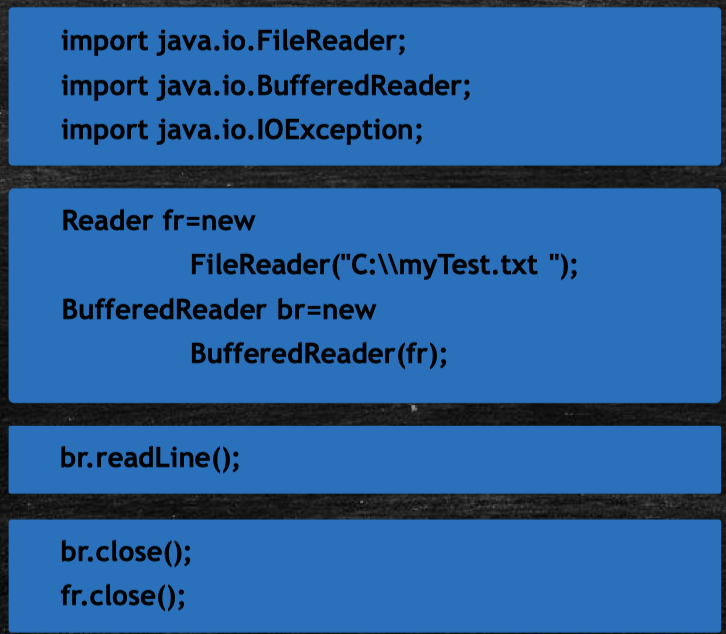 import java.io.FileReader;
import java.io.BufferedReader;
import java.io.IOException;
Reader fr=new
FileReader("C:\\myTest.txt ");
BufferedReader br=new
BufferedReader(fr);
br.readLine();
br.close();
fr.close();